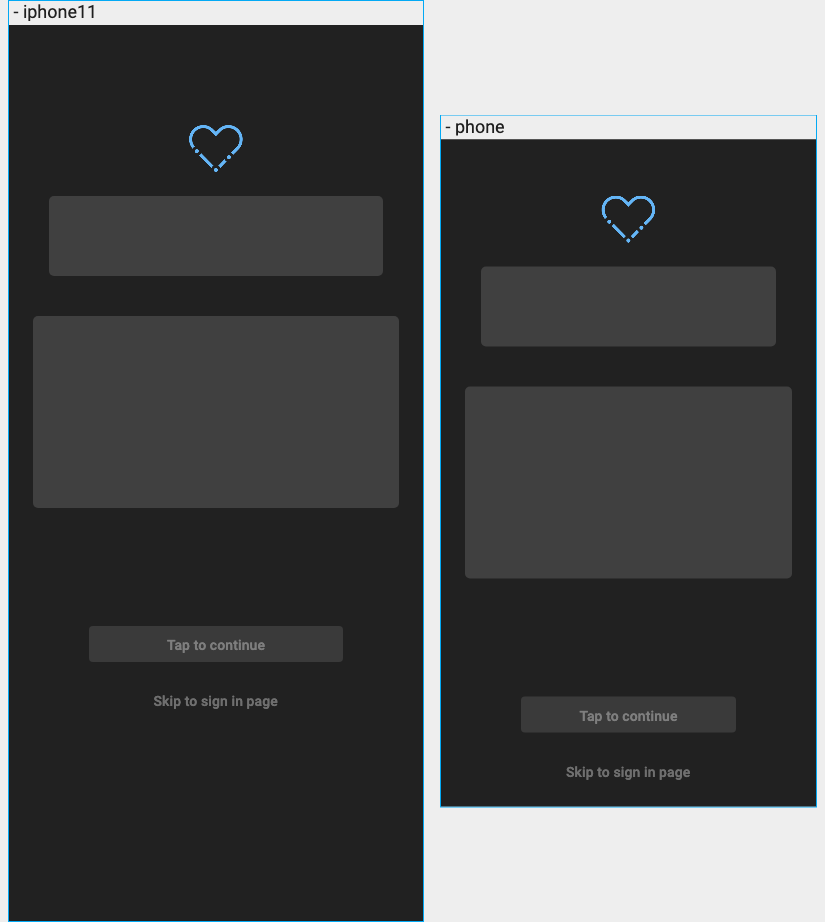 - iphone11
Tap to continue
Skip to sign in page
- phone
Tap to continue
Skip to sign in page